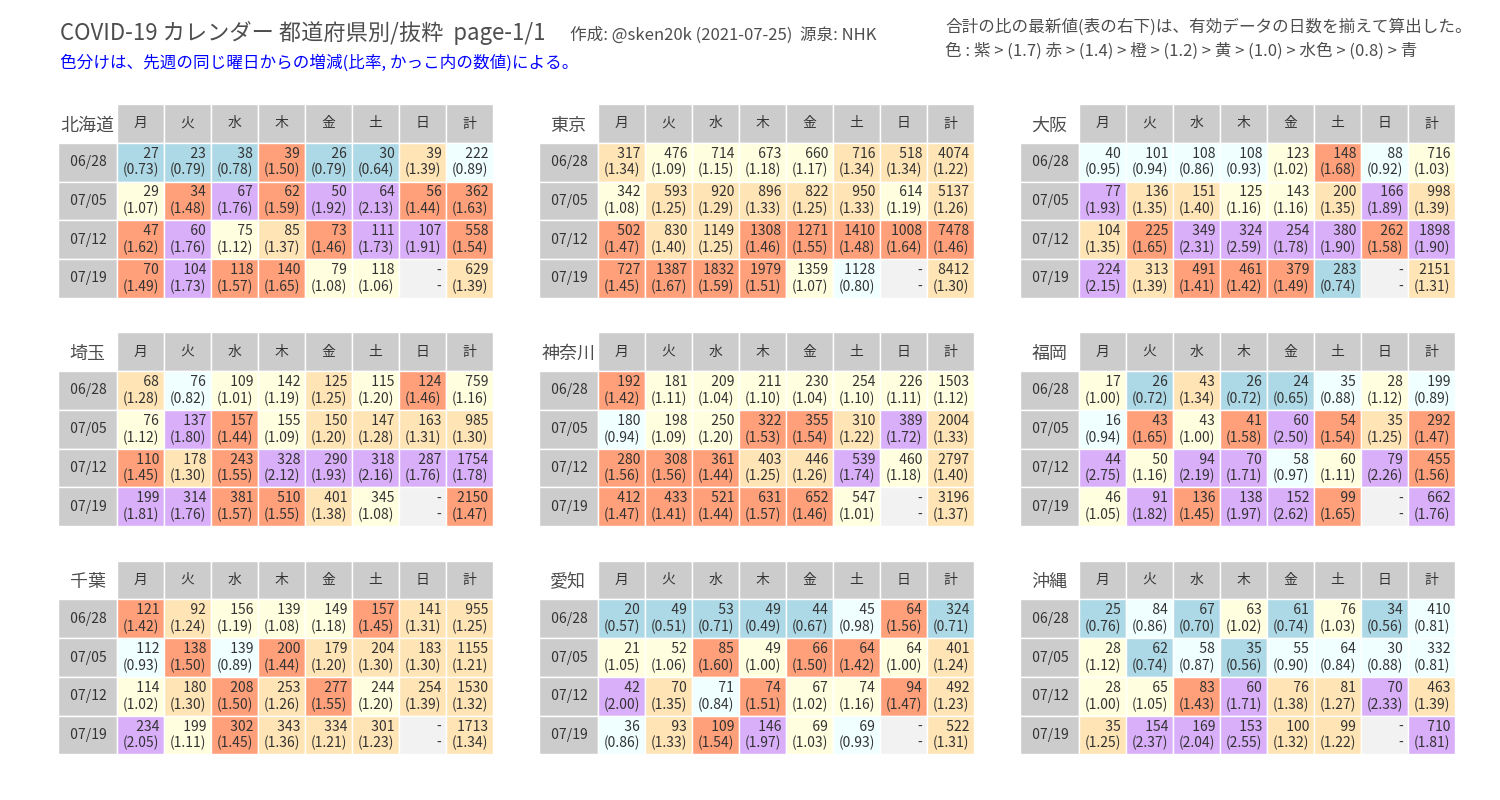 COVID-19 カレンダー 都道府県別/抜粋 page-1/1 作成: @sken20k (2021-07-25) 源泉: NHK
合計の比の最新値(表の右下)は、有効データの日数を揃えて算出した。
色分けは、先週の同じ曜日からの増減(比率, かっこ内の数値)による。
色 : 紫 > (1.7) 赤 > (1.4) > 橙 > (1.2) > 黄 > (1.0) > 水色 > (0.8) > 青
北海道 月 火 水 木 金 土 日 計
06/28 27 23 38 39 26 30 39 222
(0.73) (0.79) (0.78) (1.50) (0.79) (0.64) (1.39) (0.89)
07/05 29 34 67 62 50 64 56 362
(1.07) (1.48) (1.76) (1.59) (1.92) (2.13) (1.44) (1.63)
07/12 47 60 75 85 73 111 107 558
(1.62) (1.76) (1.12) (1.37) (1.46) (1.73) (1.91) (1.54)
07/19 70 104 118 140 79 118 - 629
(1.49) (1.73) (1.57) (1.65) (1.08) (1.06) - (1.39)
東京 月 火 水 木 金 土 日 計
06/28 317 476 714 673 660 716 518 4074
(1.34) (1.09) (1.15) (1.18) (1.17) (1.34) (1.34) (1.22)
07/05 342 593 920 896 822 950 614 5137
(1.08) (1.25) (1.29) (1.33) (1.25) (1.33) (1.19) (1.26)
07/12 502 830 1149 1308 1271 1410 1008 7478
(1.47) (1.40) (1.25) (1.46) (1.55) (1.48) (1.64) (1.46)
07/19 727 1387 1832 1979 1359 1128 - 8412
(1.45) (1.67) (1.59) (1.51) (1.07) (0.80) - (1.30)
大阪 月 火 水 木 金 土 日 計
06/28 40 101 108 108 123 148 88 716
(0.95) (0.94) (0.86) (0.93) (1.02) (1.68) (0.92) (1.03)
07/05 77 136 151 125 143 200 166 998
(1.93) (1.35) (1.40) (1.16) (1.16) (1.35) (1.89) (1.39)
07/12 104 225 349 324 254 380 262 1898
(1.35) (1.65) (2.31) (2.59) (1.78) (1.90) (1.58) (1.90)
07/19 224 313 491 461 379 283 - 2151
(2.15) (1.39) (1.41) (1.42) (1.49) (0.74) - (1.31)
埼玉 月 火 水 木 金 土 日 計
06/28 68 76 109 142 125 115 124 759
(1.28) (0.82) (1.01) (1.19) (1.25) (1.20) (1.46) (1.16)
07/05 76 137 157 155 150 147 163 985
(1.12) (1.80) (1.44) (1.09) (1.20) (1.28) (1.31) (1.30)
07/12 110 178 243 328 290 318 287 1754
(1.45) (1.30) (1.55) (2.12) (1.93) (2.16) (1.76) (1.78)
07/19 199 314 381 510 401 345 - 2150
(1.81) (1.76) (1.57) (1.55) (1.38) (1.08) - (1.47)
神奈川 月 火 水 木 金 土 日 計
06/28 192 181 209 211 230 254 226 1503
(1.42) (1.11) (1.04) (1.10) (1.04) (1.10) (1.11) (1.12)
07/05 180 198 250 322 355 310 389 2004
(0.94) (1.09) (1.20) (1.53) (1.54) (1.22) (1.72) (1.33)
07/12 280 308 361 403 446 539 460 2797
(1.56) (1.56) (1.44) (1.25) (1.26) (1.74) (1.18) (1.40)
07/19 412 433 521 631 652 547 - 3196
(1.47) (1.41) (1.44) (1.57) (1.46) (1.01) - (1.37)
福岡 月 火 水 木 金 土 日 計
06/28 17 26 43 26 24 35 28 199
(1.00) (0.72) (1.34) (0.72) (0.65) (0.88) (1.12) (0.89)
07/05 16 43 43 41 60 54 35 292
(0.94) (1.65) (1.00) (1.58) (2.50) (1.54) (1.25) (1.47)
07/12 44 50 94 70 58 60 79 455
(2.75) (1.16) (2.19) (1.71) (0.97) (1.11) (2.26) (1.56)
07/19 46 91 136 138 152 99 - 662
(1.05) (1.82) (1.45) (1.97) (2.62) (1.65) - (1.76)
千葉 月 火 水 木 金 土 日 計
06/28 121 92 156 139 149 157 141 955
(1.42) (1.24) (1.19) (1.08) (1.18) (1.45) (1.31) (1.25)
07/05 112 138 139 200 179 204 183 1155
(0.93) (1.50) (0.89) (1.44) (1.20) (1.30) (1.30) (1.21)
07/12 114 180 208 253 277 244 254 1530
(1.02) (1.30) (1.50) (1.26) (1.55) (1.20) (1.39) (1.32)
07/19 234 199 302 343 334 301 - 1713
(2.05) (1.11) (1.45) (1.36) (1.21) (1.23) - (1.34)
愛知 月 火 水 木 金 土 日 計
06/28 20 49 53 49 44 45 64 324
(0.57) (0.51) (0.71) (0.49) (0.67) (0.98) (1.56) (0.71)
07/05 21 52 85 49 66 64 64 401
(1.05) (1.06) (1.60) (1.00) (1.50) (1.42) (1.00) (1.24)
07/12 42 70 71 74 67 74 94 492
(2.00) (1.35) (0.84) (1.51) (1.02) (1.16) (1.47) (1.23)
07/19 36 93 109 146 69 69 - 522
(0.86) (1.33) (1.54) (1.97) (1.03) (0.93) - (1.31)
沖縄 月 火 水 木 金 土 日 計
06/28 25 84 67 63 61 76 34 410
(0.76) (0.86) (0.70) (1.02) (0.74) (1.03) (0.56) (0.81)
07/05 28 62 58 35 55 64 30 332
(1.12) (0.74) (0.87) (0.56) (0.90) (0.84) (0.88) (0.81)
07/12 28 65 83 60 76 81 70 463
(1.00) (1.05) (1.43) (1.71) (1.38) (1.27) (2.33) (1.39)
07/19 35 154 169 153 100 99 - 710
(1.25) (2.37) (2.04) (2.55) (1.32) (1.22) - (1.81)